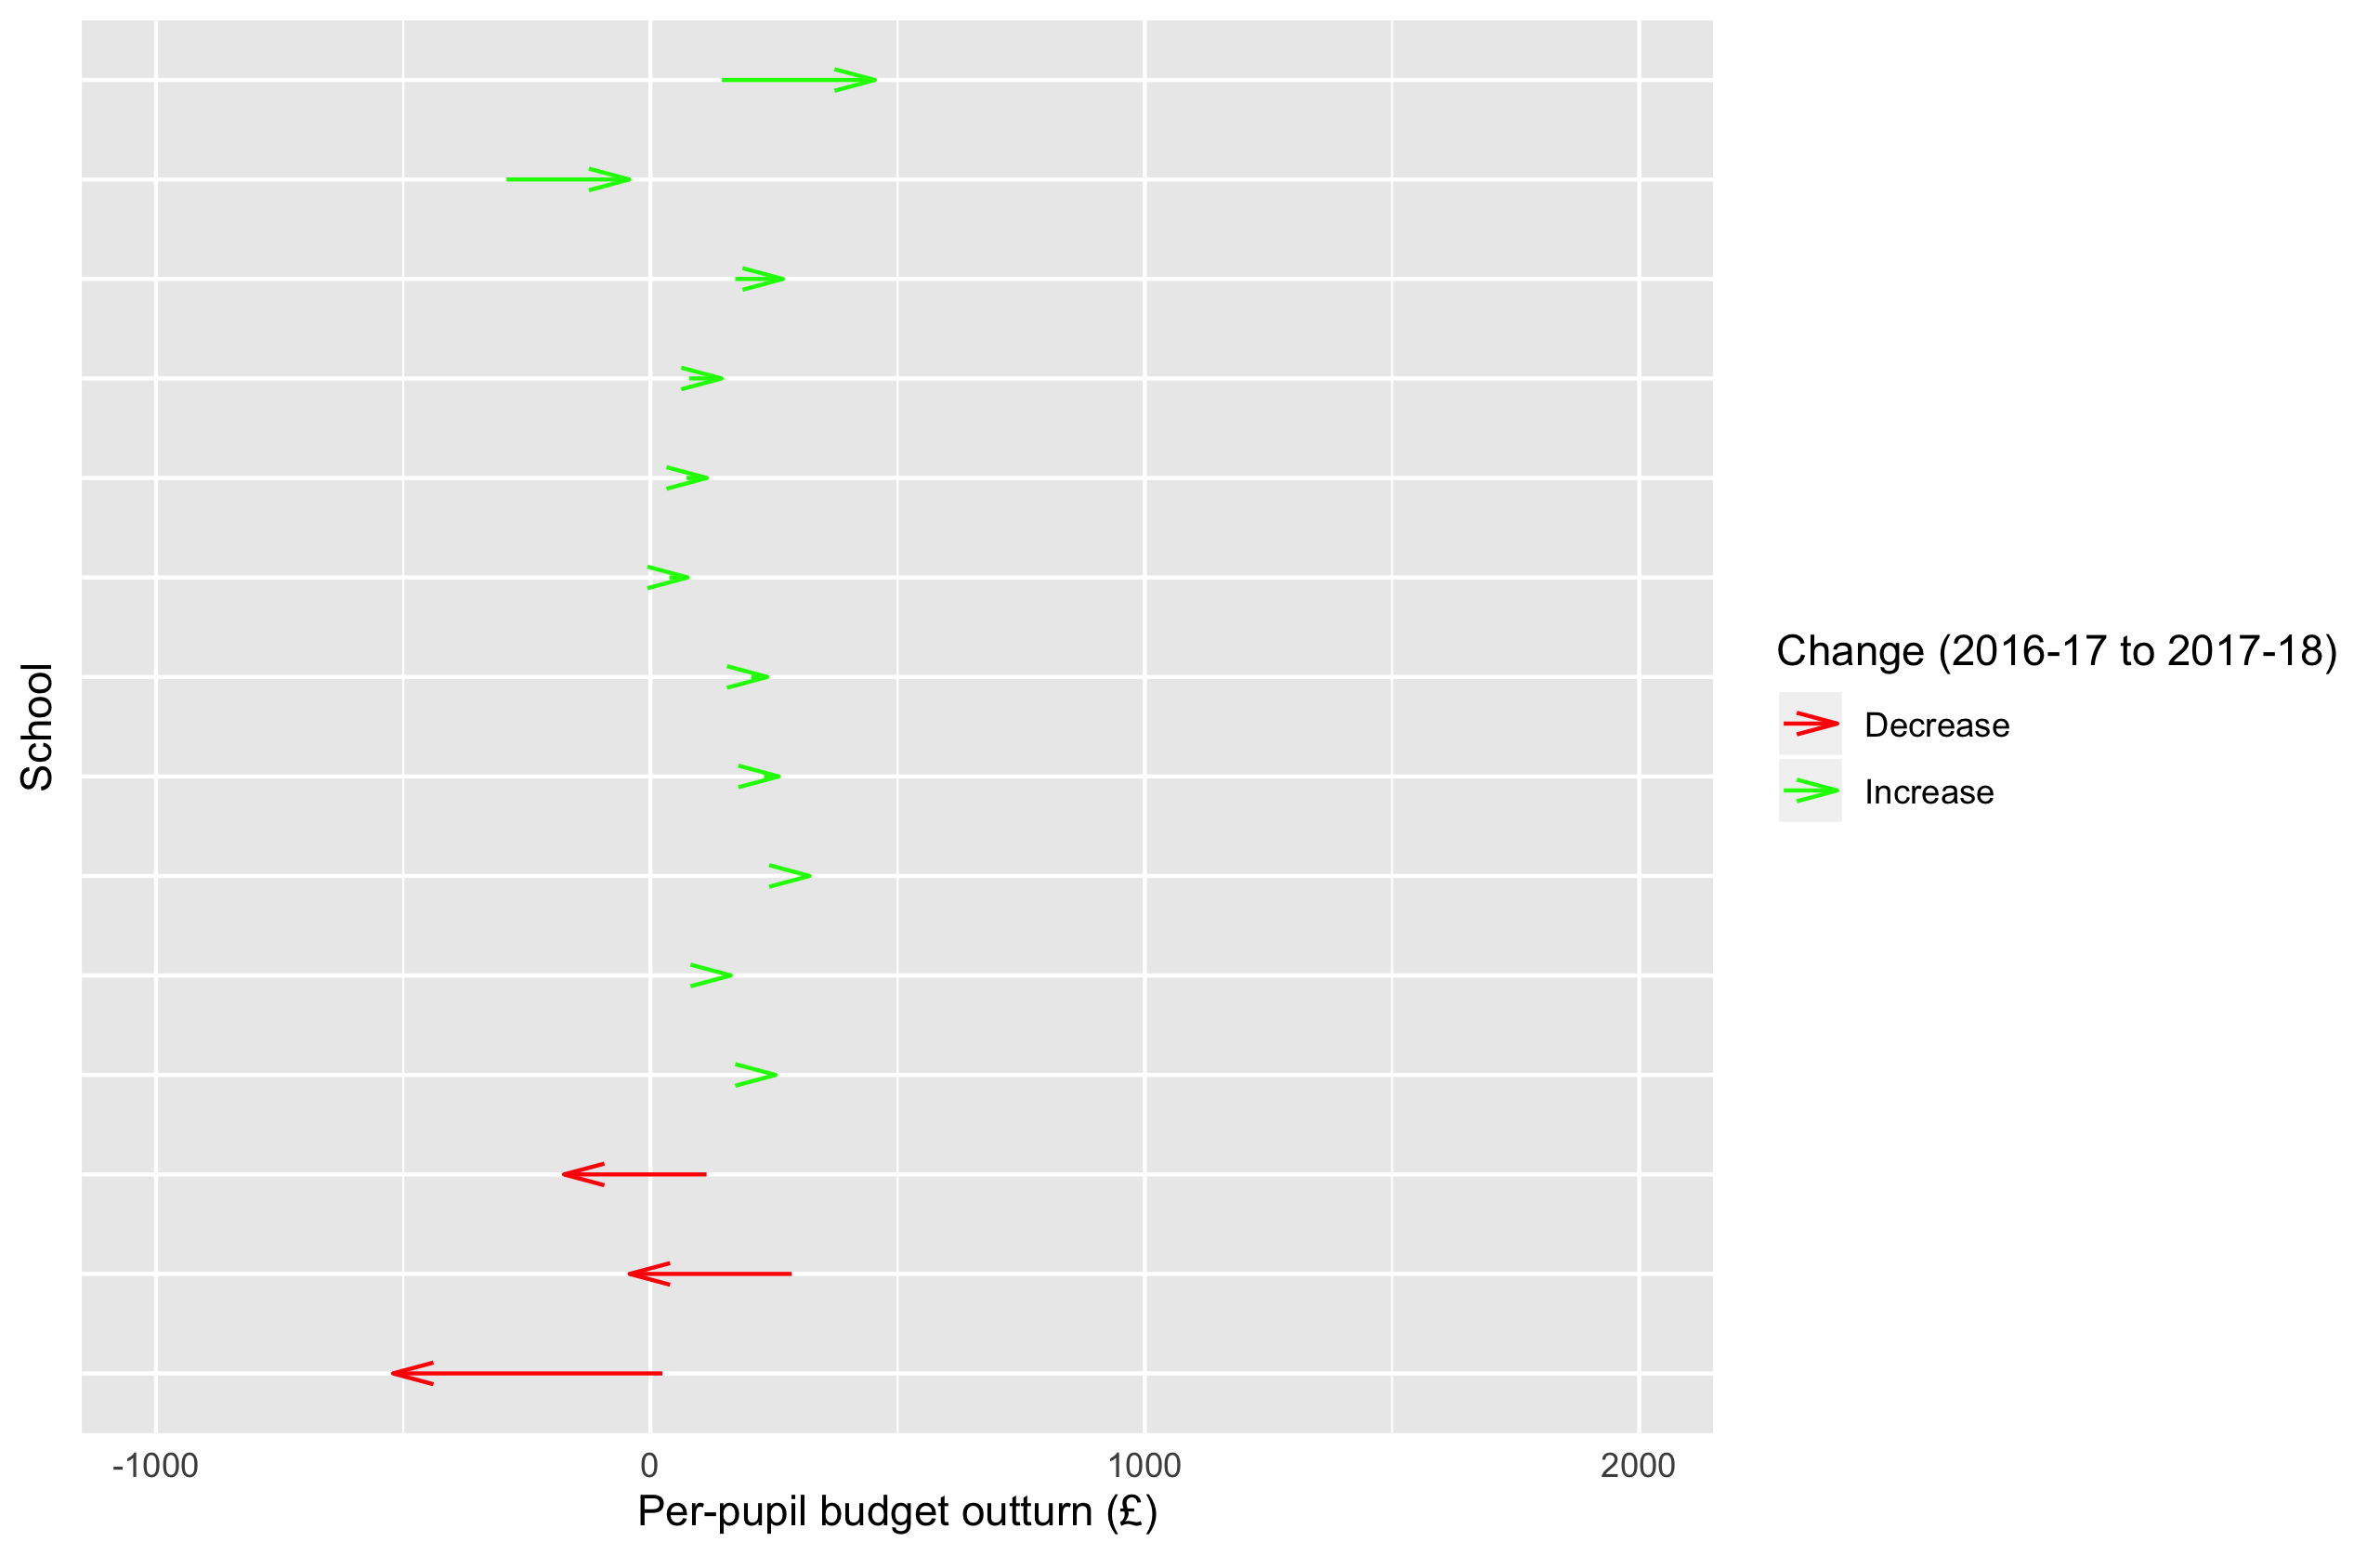 School
-1000
0
1000
2000
Per-pupil budget outturn (£)
Change (2016-17 to 2017-18)
Decrease
Increase